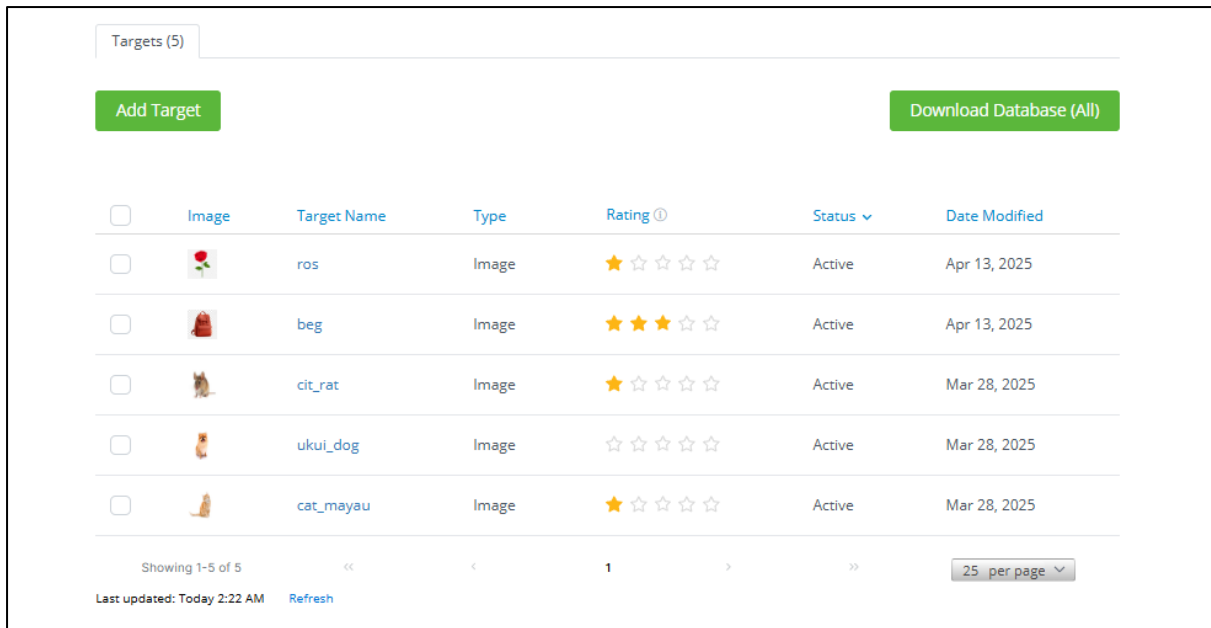 Targets (5)
Add Target
Download Database (All)
Image Target Name Type Rating Status Date Modified
ros Image Active Apr 13, 2025
beg Image Active Apr 13, 2025
cit_rat Image Active Mar 28, 2025
ukui_dog Image Active Mar 28, 2025
cat_mayau Image Active Mar 28, 2025
Showing 1-5 of 5 << < 1 > >> 25 per page
Last updated: Today 2:22 AM Refresh